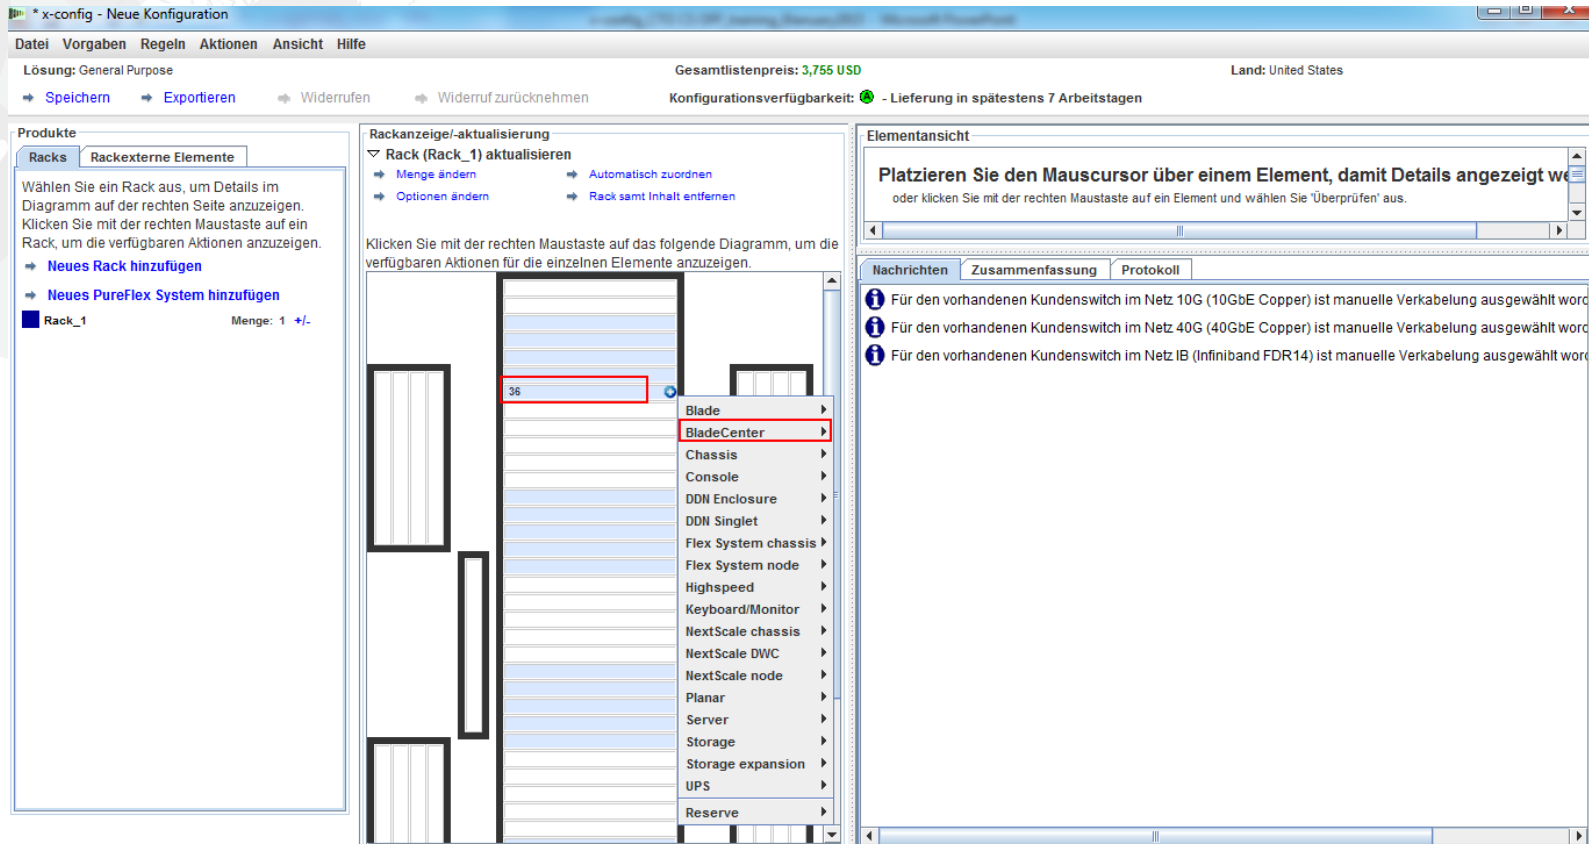 * x-config - Neue Konfiguration
Datei Vorgaben Regeln Aktionen Ansicht Hilfe
Lösung: General Purpose Gesamtlistenpreis: 3,755 USD Land: United States
Speichern Exportieren Widerrufen Widerruf zurücknehmen Konfigurationsverfügbarkeit: A - Lieferung in spätestens 7 Arbeitstagen
Produkte
Racks Rackexterne Elemente
Wählen Sie ein Rack aus, um Details im
Diagramm auf der rechten Seite anzuzeigen.
Klicken Sie mit der rechten Maustaste auf ein
Rack, um die verfügbaren Aktionen anzuzeigen.
Neues Rack hinzufügen
Neues PureFlex System hinzufügen
Rack_1 Menge: 1 +/-
Rackanzeige/-aktualisierung
Rack (Rack_1) aktualisieren
Menge ändern Automatisch zuordnen
Optionen ändern Rack samt Inhalt entfernen
Klicken Sie mit der rechten Maustaste auf das folgende Diagramm, um die
verfügbaren Aktionen für die einzelnen Elemente anzuzeigen.
36
Blade
BladeCenter
Chassis
Console
DDN Enclosure
DDN Singlet
Flex System chassis
Flex System node
Highspeed
Keyboard/Monitor
NextScale chassis
NextScale DWC
NextScale node
Planar
Server
Storage
Storage expansion
UPS
Reserve
Elementansicht
Platzieren Sie den Mauscursor über einem Element, damit Details angezeigt we
oder klicken Sie mit der rechten Maustaste auf ein Element und wählen Sie 'Überprüfen' aus.
Nachrichten Zusammenfassung Protokoll
Für den vorhandenen Kundenswitch im Netz 10G (10GbE Copper) ist manuelle Verkabelung ausgewählt word
Für den vorhandenen Kundenswitch im Netz 40G (40GbE Copper) ist manuelle Verkabelung ausgewählt word
Für den vorhandenen Kundenswitch im Netz IB (Infiniband FDR14) ist manuelle Verkabelung ausgewählt word